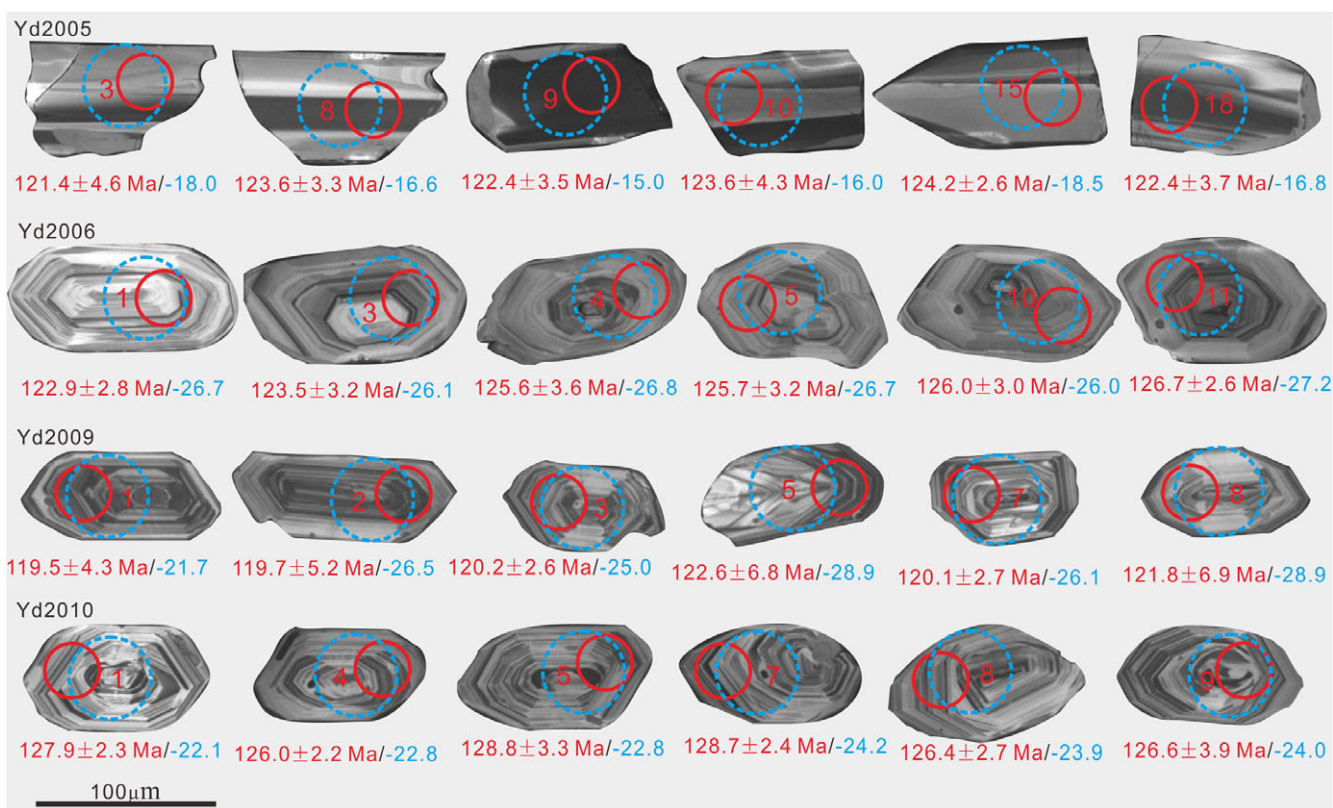 Yd2005
3 8 9 10 15 18
121.4±4.6 Ma/-18.0 123.6±3.3 Ma/-16.6 122.4±3.5 Ma/-15.0 123.6±4.3 Ma/-16.0 124.2±2.6 Ma/-18.5 122.4±3.7 Ma/-16.8
Yd2006
1 3 4 5 10 11
122.9±2.8 Ma/-26.7 123.5±3.2 Ma/-26.1 125.6±3.6 Ma/-26.8 125.7±3.2 Ma/-26.7 126.0±3.0 Ma/-26.0 126.7±2.6 Ma/-27.2
Yd2009
1 2 3 5 7 8
119.5±4.3 Ma/-21.7 119.7±5.2 Ma/-26.5 120.2±2.6 Ma/-25.0 122.6±6.8 Ma/-28.9 120.1±2.7 Ma/-26.1 121.8±6.9 Ma/-28.9
Yd2010
1 4 5 7 8 9
127.9±2.3 Ma/-22.1 126.0±2.2 Ma/-22.8 128.8±3.3 Ma/-22.8 128.7±2.4 Ma/-24.2 126.4±2.7 Ma/-23.9 126.6±3.9 Ma/-24.0
100μm